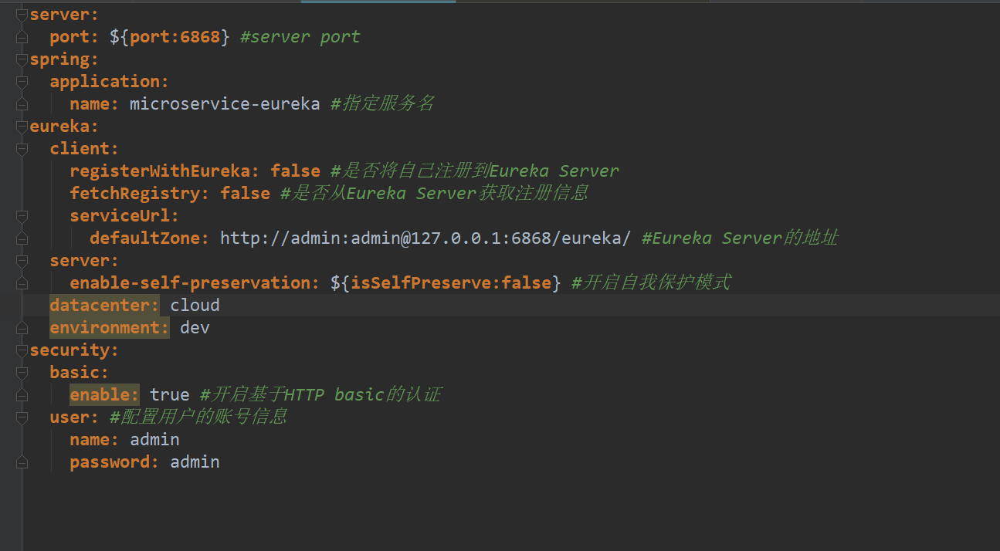 server:
  port: ${port:6868} #server port
spring:
  application:
    name: microservice-eureka #指定服务名
eureka:
  client:
    registerWithEureka: false #是否将自己注册到Eureka Server
    fetchRegistry: false #是否从Eureka Server获取注册信息
    serviceUrl:
      defaultZone: http://admin:admin@127.0.0.1:6868/eureka/ #Eureka Server的地址
  server:
    enable-self-preservation: ${isSelfPreserve:false} #开启自我保护模式
  datacenter: cloud
  environment: dev
security:
  basic:
    enable: true #开启基于HTTP basic的认证
  user: #配置用户的账号信息
    name: admin
    password: admin